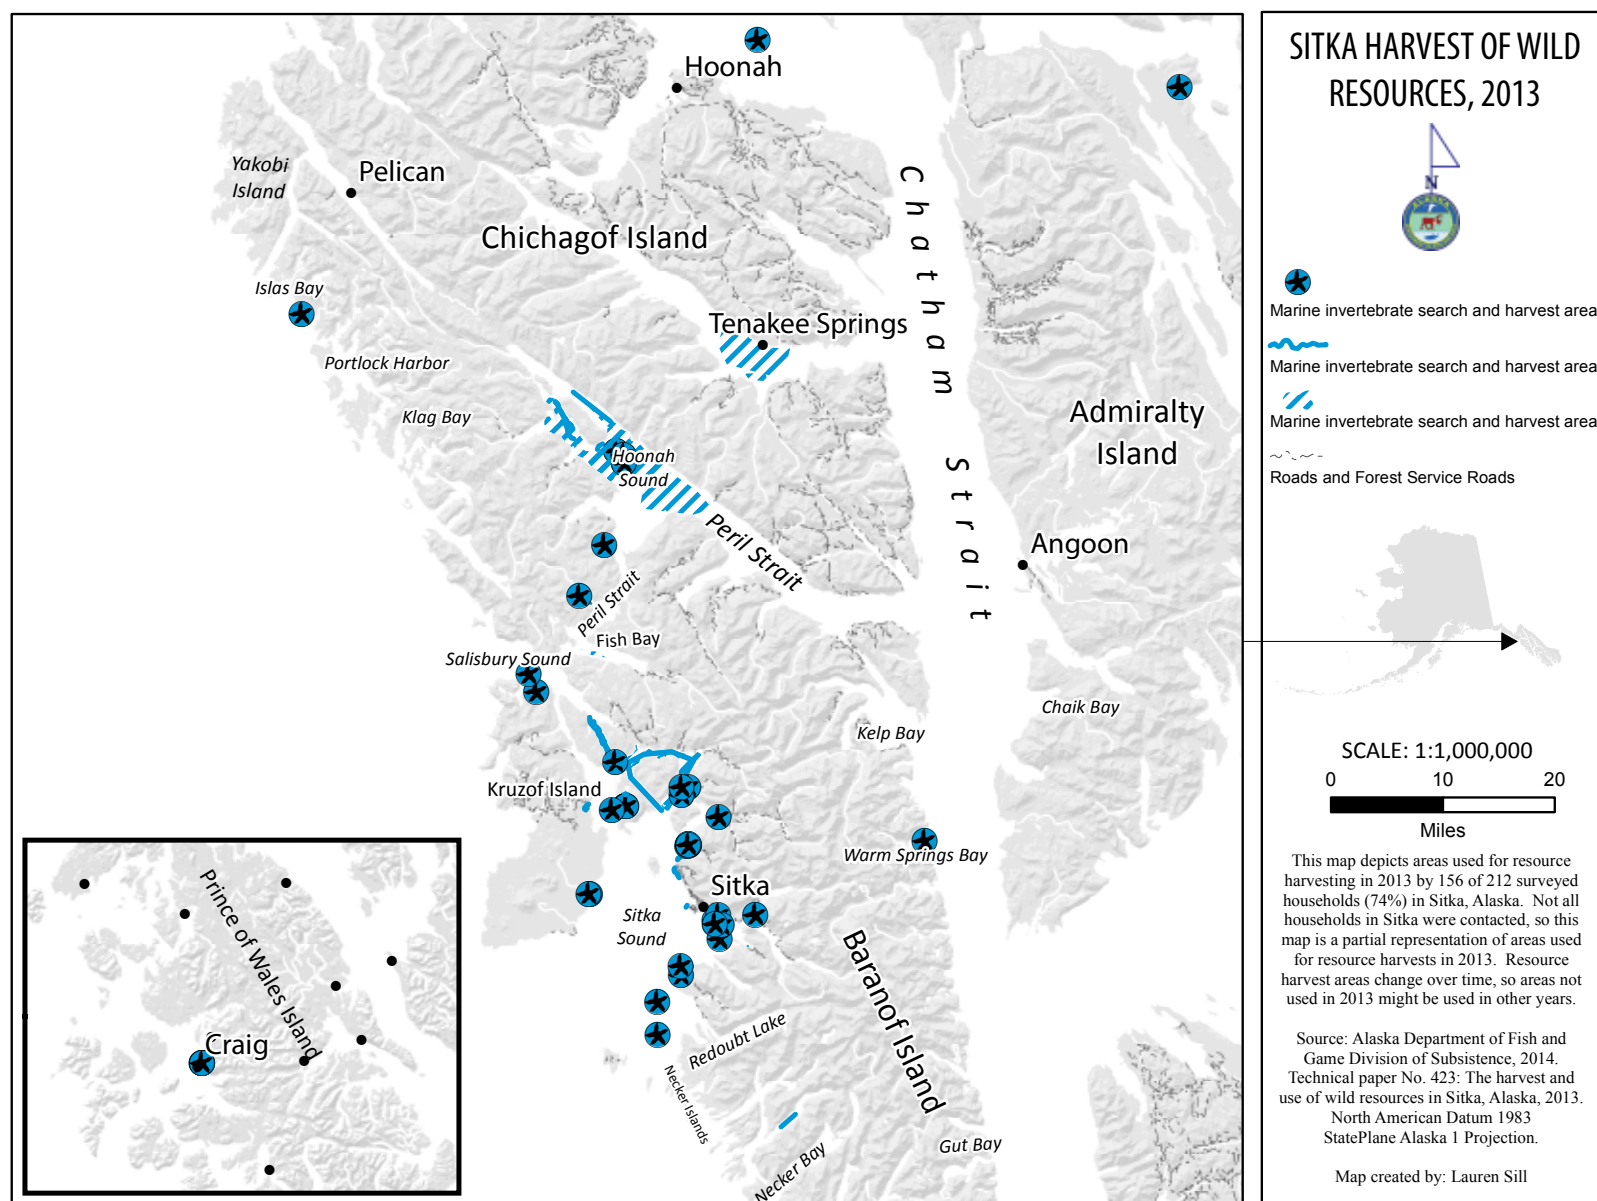 Hoonah
Yakobi
Island
Pelican
Chichagof Island
Chatham Strait
Islas Bay
Tenakee Springs
Portlock Harbor
Klag Bay
Admiralty
Island
Hoonah
Sound
Peril Strait
Angoon
Peril Strait
Fish Bay
Salisbury Sound
Chaik Bay
Kelp Bay
Kruzof Island
Warm Springs Bay
Sitka
Sitka
Sound
Baranof Island
Redoubt Lake
Necker Islands
Gut Bay
Necker Bay
Prince of Wales Island
Craig
SITKA HARVEST OF WILD
RESOURCES, 2013
N
ALASKA
Marine invertebrate search and harvest area
Marine invertebrate search and harvest area
Marine invertebrate search and harvest area
Roads and Forest Service Roads
SCALE: 1:1,000,000
0 10 20
Miles
This map depicts areas used for resource
harvesting in 2013 by 156 of 212 surveyed
households (74%) in Sitka, Alaska. Not all
households in Sitka were contacted, so this
map is a partial representation of areas used
for resource harvests in 2013. Resource
harvest areas change over time, so areas not
used in 2013 might be used in other years.
Source: Alaska Department of Fish and
Game Division of Subsistence, 2014.
Technical paper No. 423: The harvest and
use of wild resources in Sitka, Alaska, 2013.
North American Datum 1983
StatePlane Alaska 1 Projection.
Map created by: Lauren Sill